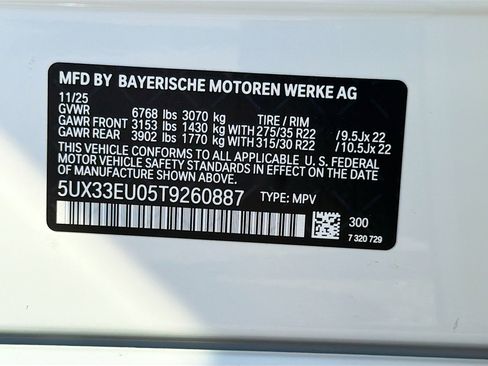 MFD BY BAYERISCHE MOTOREN WERKE AG
11/25
GVWR 6768 lbs 3070 kg TIRE / RIM
GAWR FRONT 3153 lbs 1430 kg WITH 275/35 R22 /9.5Jx 22
GAWR REAR 3902 lbs 1770 kg WITH 315/30 R22 /10.5Jx 22
THIS VEHICLE CONFORMS TO ALL APPLICABLE U.S. FEDERAL
MOTOR VEHICLE SAFETY STANDARDS IN EFFECT ON THE
DATE OF MANUFACTURE SHOWN ABOVE.
5UX33EU05T9260887 TYPE: MPV
300
7 320 729